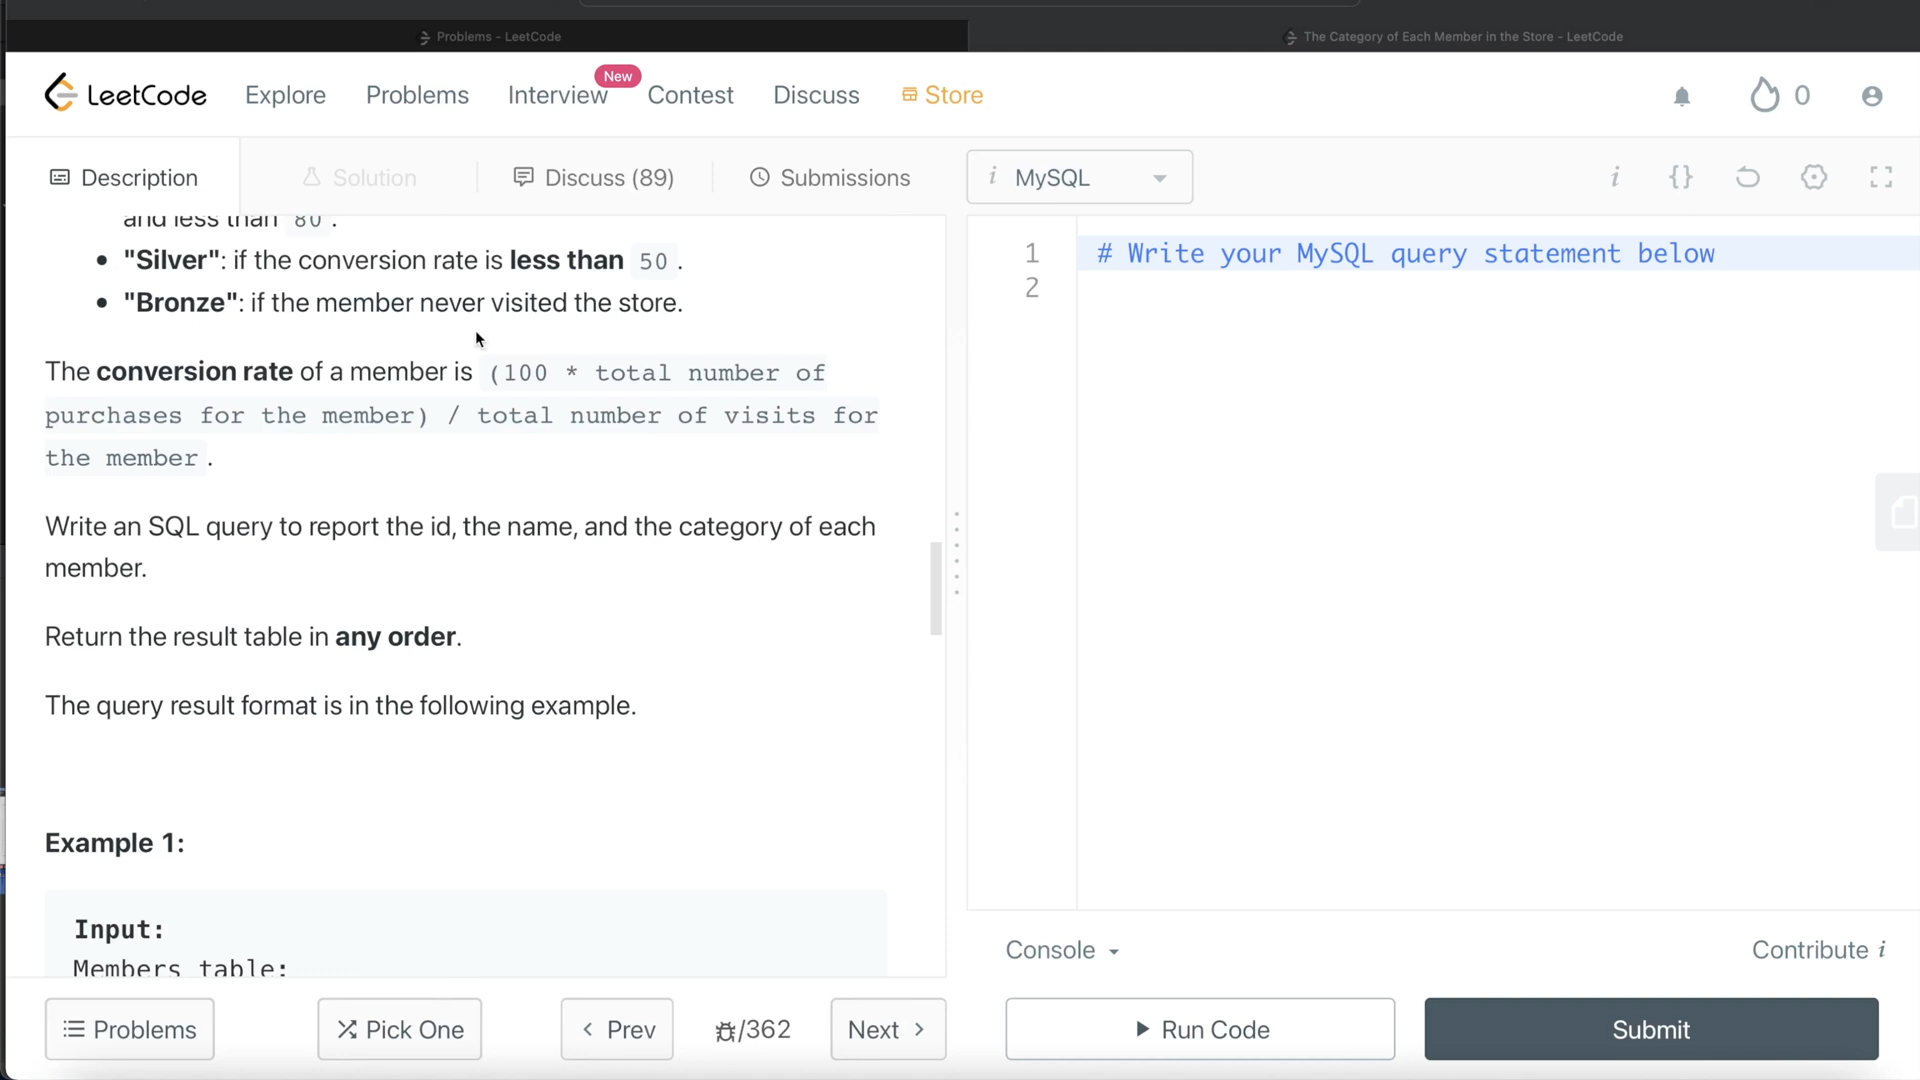 Problems - LeetCode
The Category of Each Member in the Store - LeetCode
LeetCode Explore Problems Interview New Contest Discuss Store 0
Description Solution Discuss (89) Submissions
i MySQL i {}
and less than 80 .
"Silver": if the conversion rate is less than 50 .
"Bronze": if the member never visited the store.
The conversion rate of a member is (100 * total number of
purchases for the member) / total number of visits for
the member .
Write an SQL query to report the id, the name, and the category of each
member.
Return the result table in any order.
The query result format is in the following example.
Example 1:
Input:
Members table:
1 # Write your MySQL query statement below
2
Console Contribute i
Problems Pick One Prev /362 Next
Run Code Submit